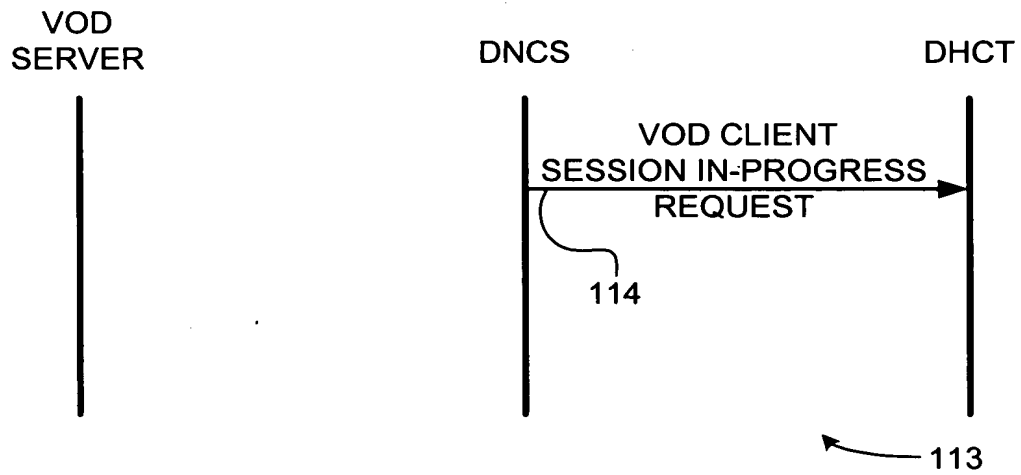 VOD
SERVER
DNCS
DHCT
VOD CLIENT
SESSION IN-PROGRESS
REQUEST
114
113